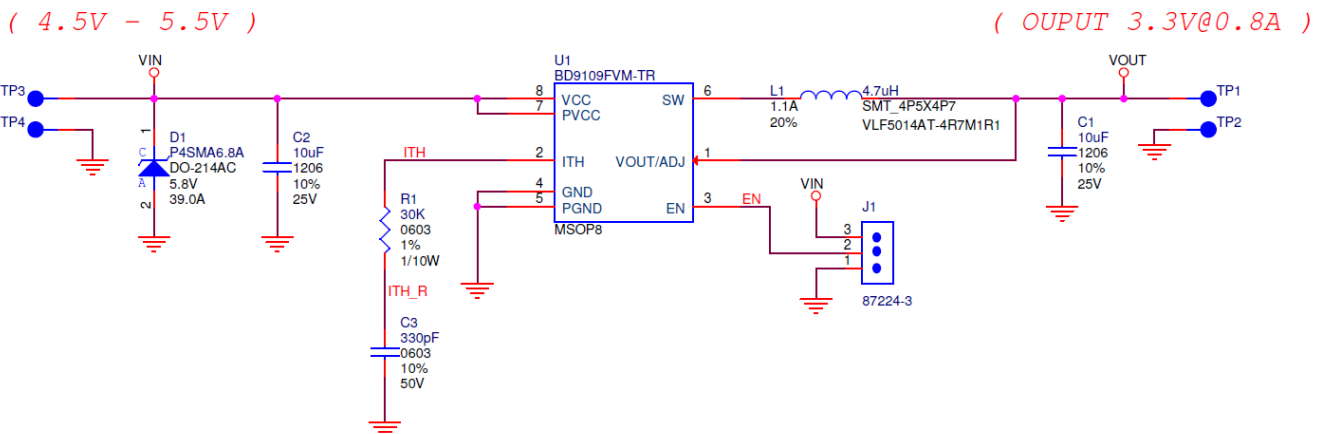 ( 4.5V - 5.5V )
( OUPUT 3.3V@0.8A )
VIN
U1
BD9109FVM-TR
VOUT
TP3
TP4
1
D1
C
P4SMA6.8A
DO-214AC
A
5.8V
2
39.0A
C2
10uF
1206
10%
25V
8
VCC
7
PVCC
2
ITH
4
GND
5
PGND
SW
6
VOUT/ADJ
1
EN
3
MSOP8
ITH
R1
30K
0603
1%
1/10W
ITH_R
C3
330pF
0603
10%
50V
L1
1.1A
20%
4.7uH
SMT_4P5X4P7
VLF5014AT-4R7M1R1
EN
VIN
J1
3
2
1
87224-3
C1
10uF
1206
10%
25V
TP1
TP2